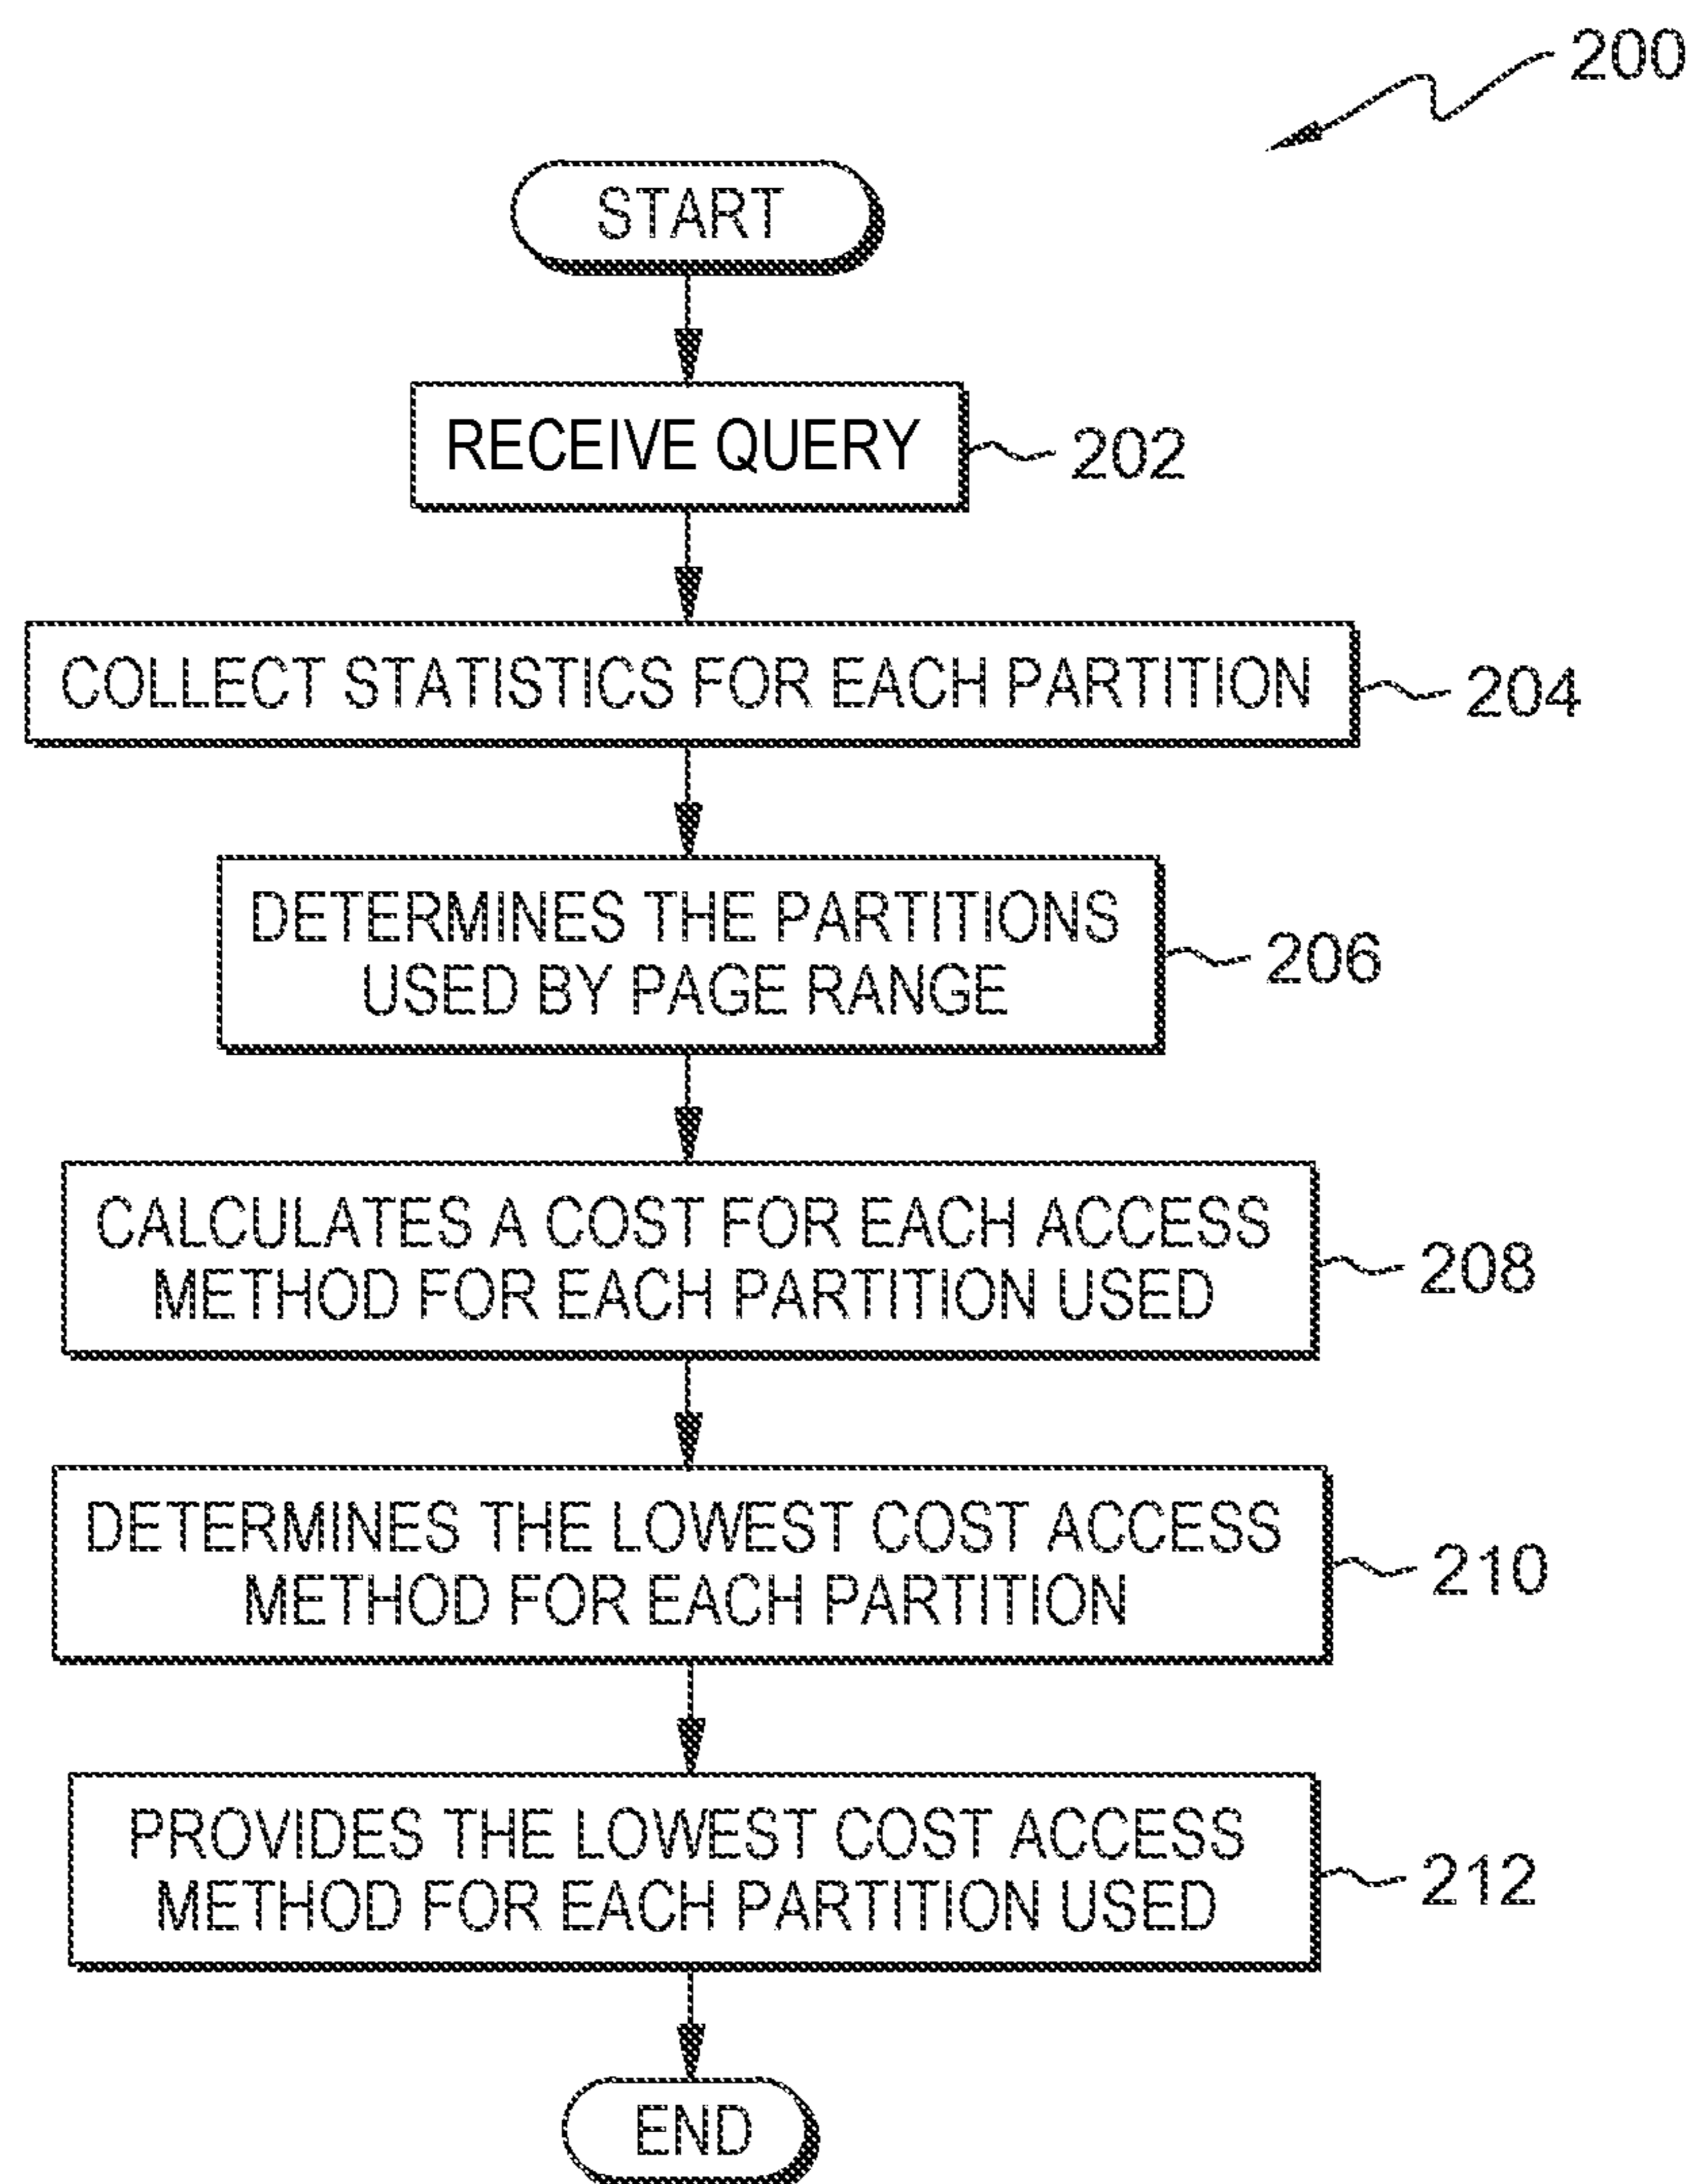 200
START
RECEIVE QUERY
202
COLLECT STATISTICS FOR EACH PARTITION
204
DETERMINES THE PARTITIONS
USED BY PAGE RANGE
206
CALCULATES A COST FOR EACH ACCESS
METHOD FOR EACH PARTITION USED
208
DETERMINES THE LOWEST COST ACCESS
METHOD FOR EACH PARTITION
210
PROVIDES THE LOWEST COST ACCESS
METHOD FOR EACH PARTITION USED
212
END